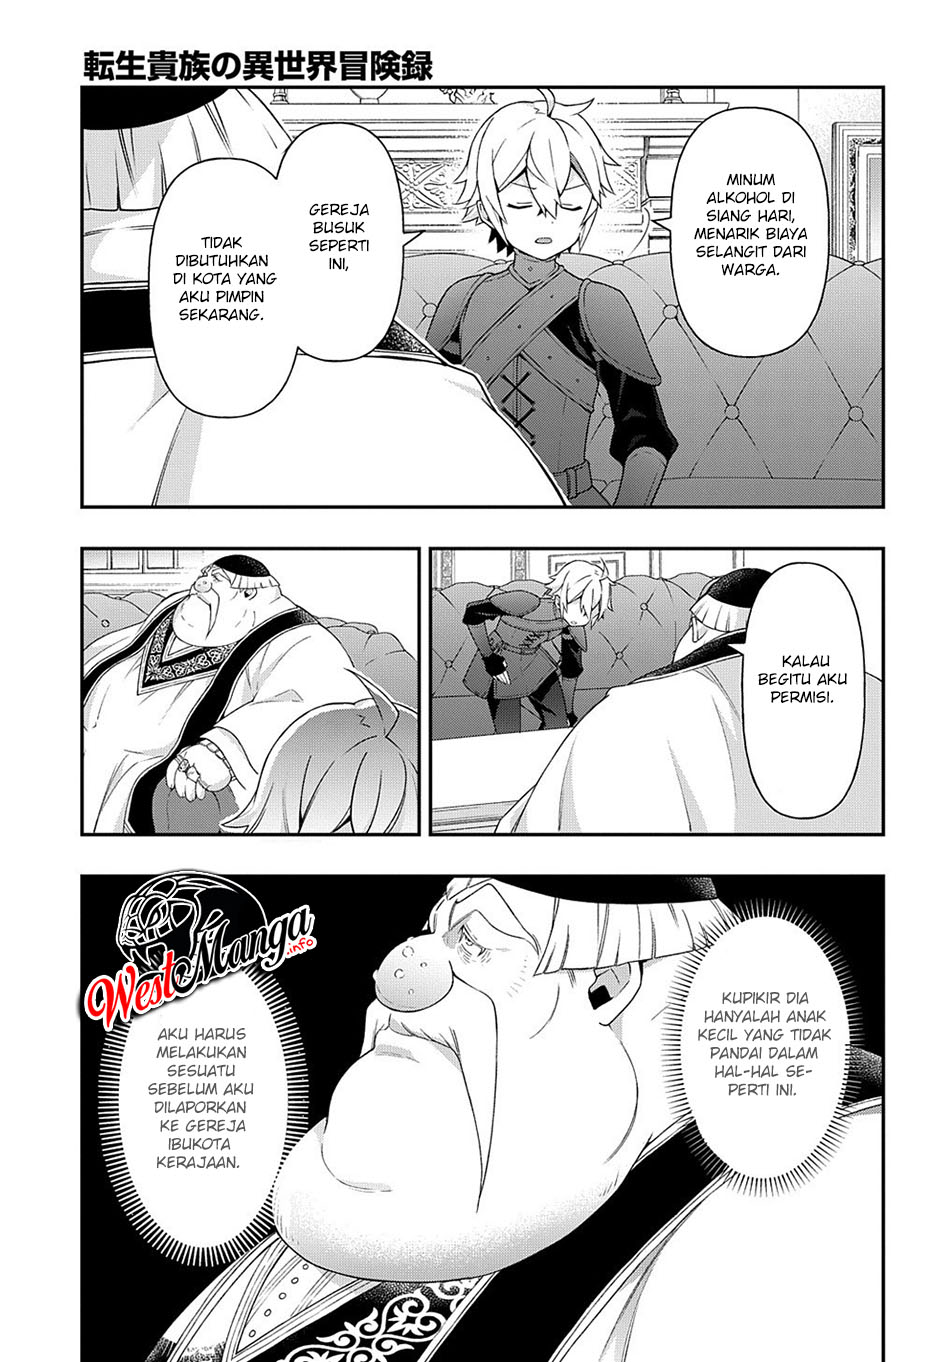 転生貴族の異世界冒険録
MINUM
ALKOHOL DI
SIANG HARI,
MENARIK BIAYA
SELANGIT DARI
WARGA.
GEREJA
BUSUK
SEPERTI
INI,
TIDAK
DIBUTUHKAN
DI KOTA YANG
AKU PIMPIN
SEKARANG.
KALAU
BEGITU AKU
PERMISI.
KUPIKIR DIA
HANYALAH ANAK
KECIL YANG TIDAK
PANDAI DALAM
HAL-HAL SE-
PERTI INI.
WestManga
.info
AKU HARUS
MELAKUKAN
SESUATU
SEBELUM AKU
DILAPORKAN
KE GEREJA
IBUKOTA
KERAJAAN.